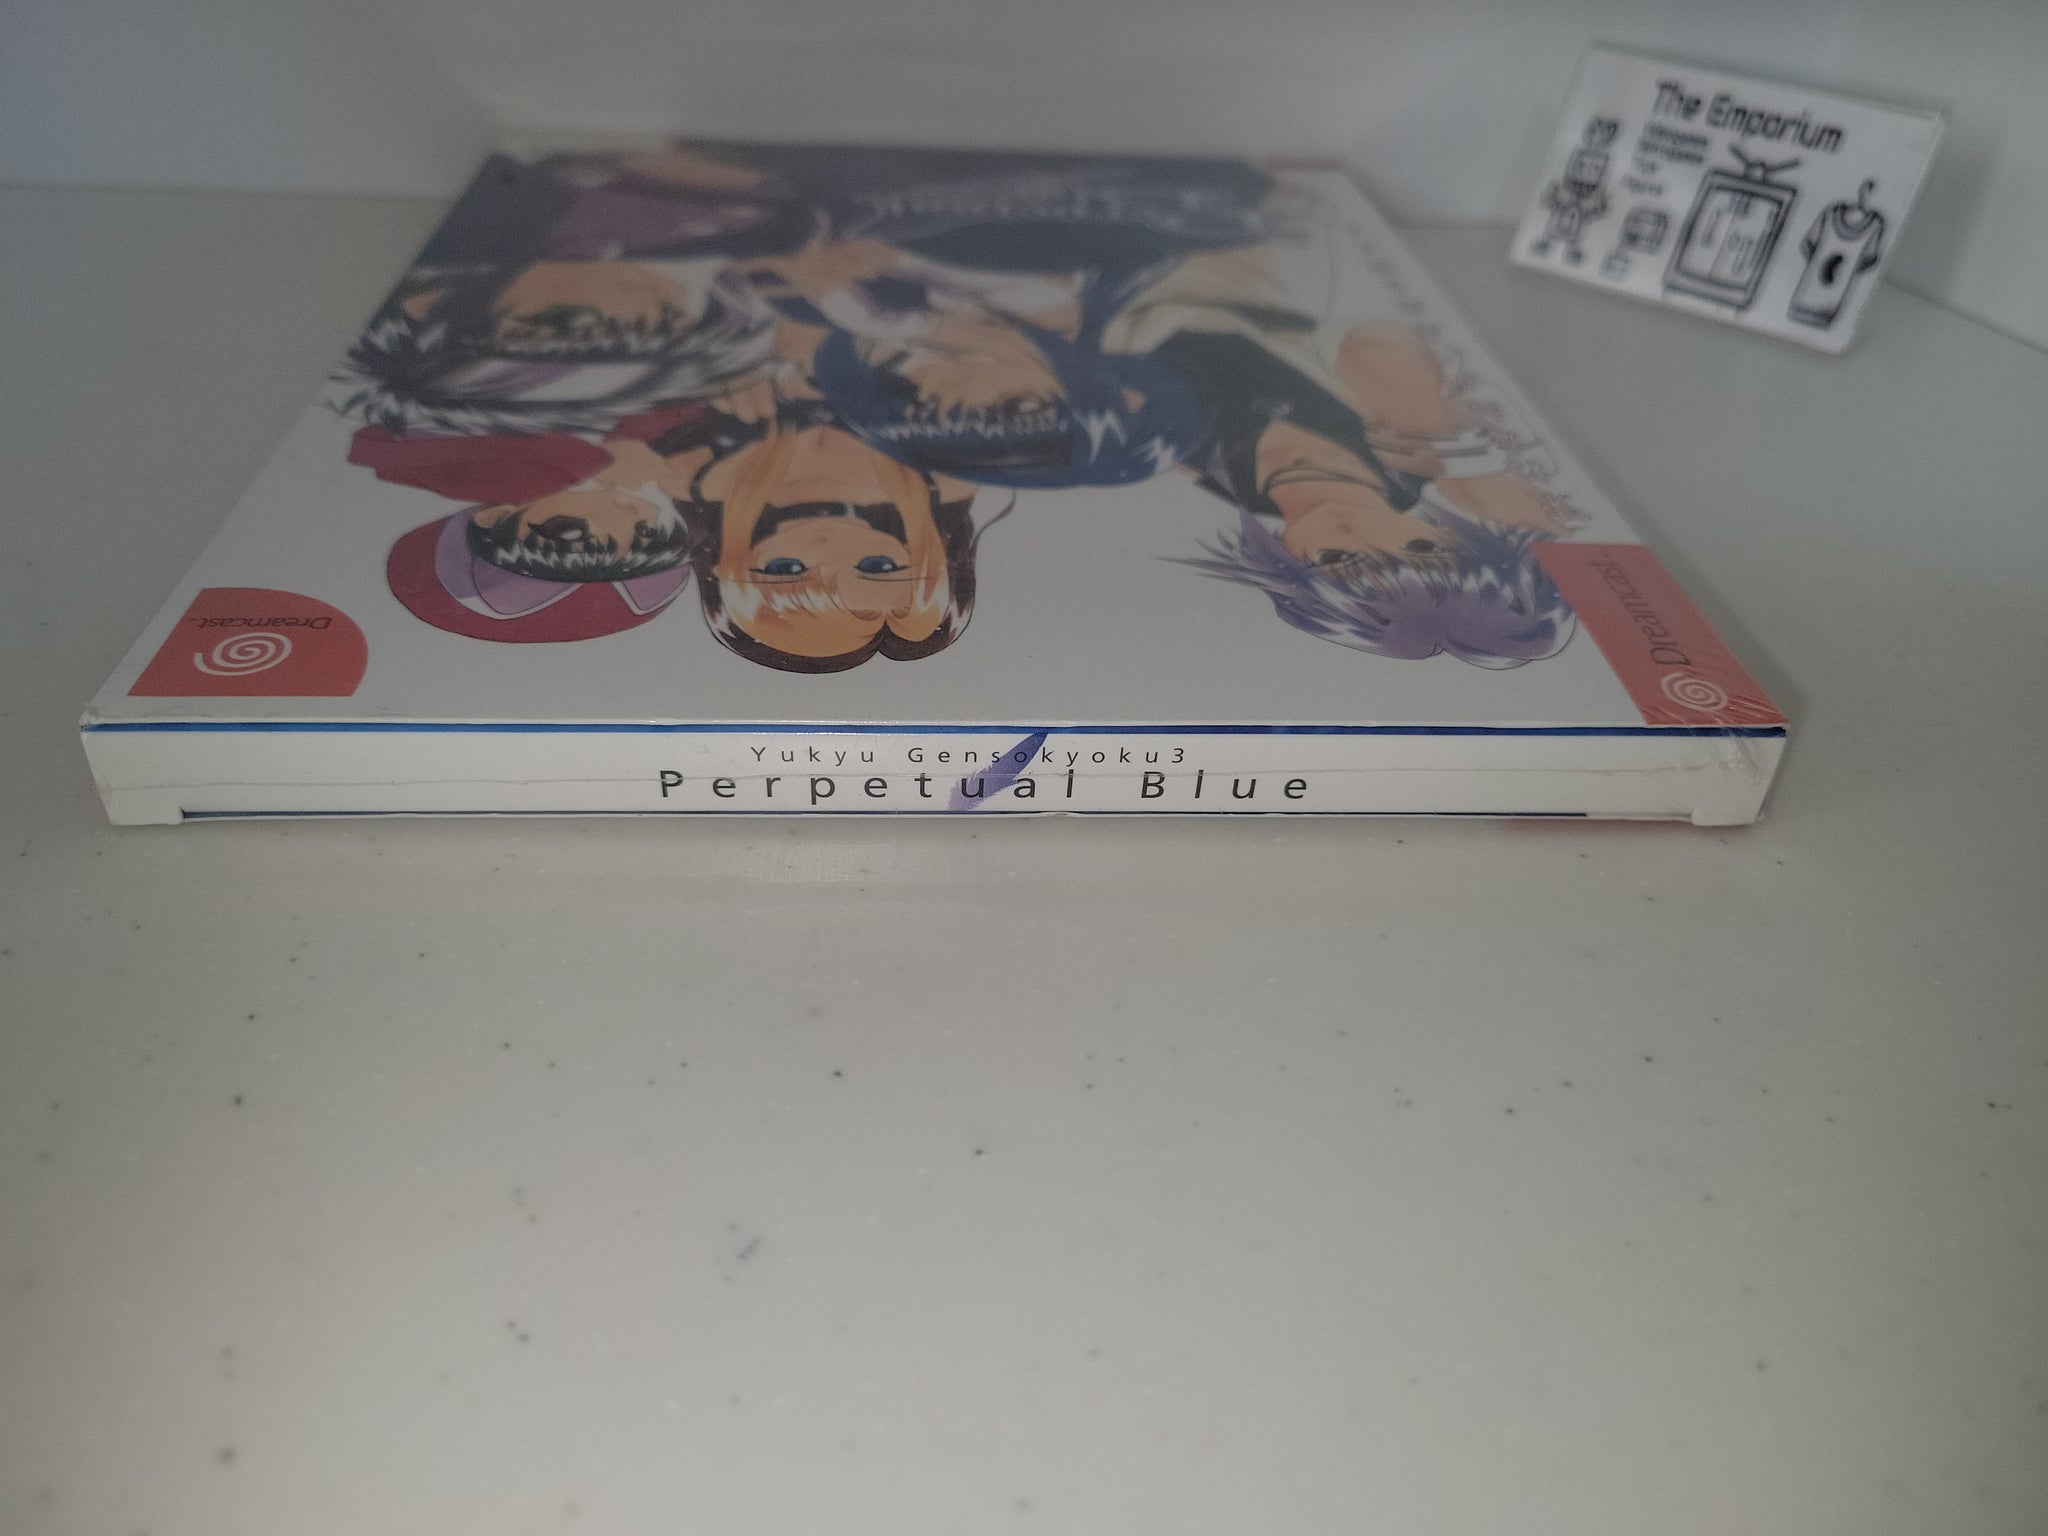 The Emporium
Dreamcast
Dreamcast
Yukyu Gensokyoku3
Perpetual Blue